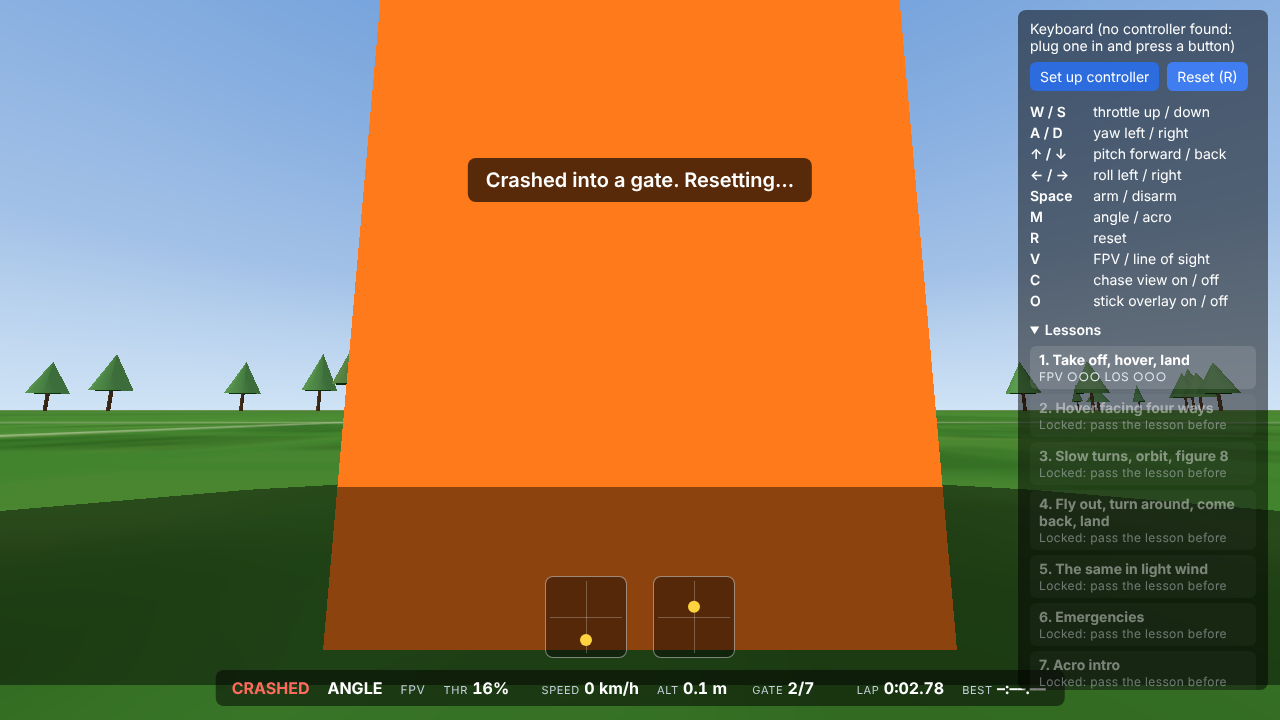 Keyboard (no controller found:
plug one in and press a button)
Set up controller
Reset (R)
W / S throttle up / down
A / D yaw left / right
↑ / ↓ pitch forward / back
← / → roll left / right
Space arm / disarm
M angle / acro
R reset
V FPV / line of sight
C chase view on / off
O stick overlay on / off
▼ Lessons
1. Take off, hover, land
FPV ○○○ LOS ○○○
2. Hover facing four ways
Locked: pass the lesson before
3. Slow turns, orbit, figure 8
Locked: pass the lesson before
4. Fly out, turn around, come
back, land
Locked: pass the lesson before
5. The same in light wind
Locked: pass the lesson before
6. Emergencies
Locked: pass the lesson before
7. Acro intro
Locked: pass the lesson before
Crashed into a gate. Resetting...
CRASHED ANGLE FPV THR 16% SPEED 0 km/h ALT 0.1 m GATE 2/7 LAP 0:02.78 BEST –:––.––